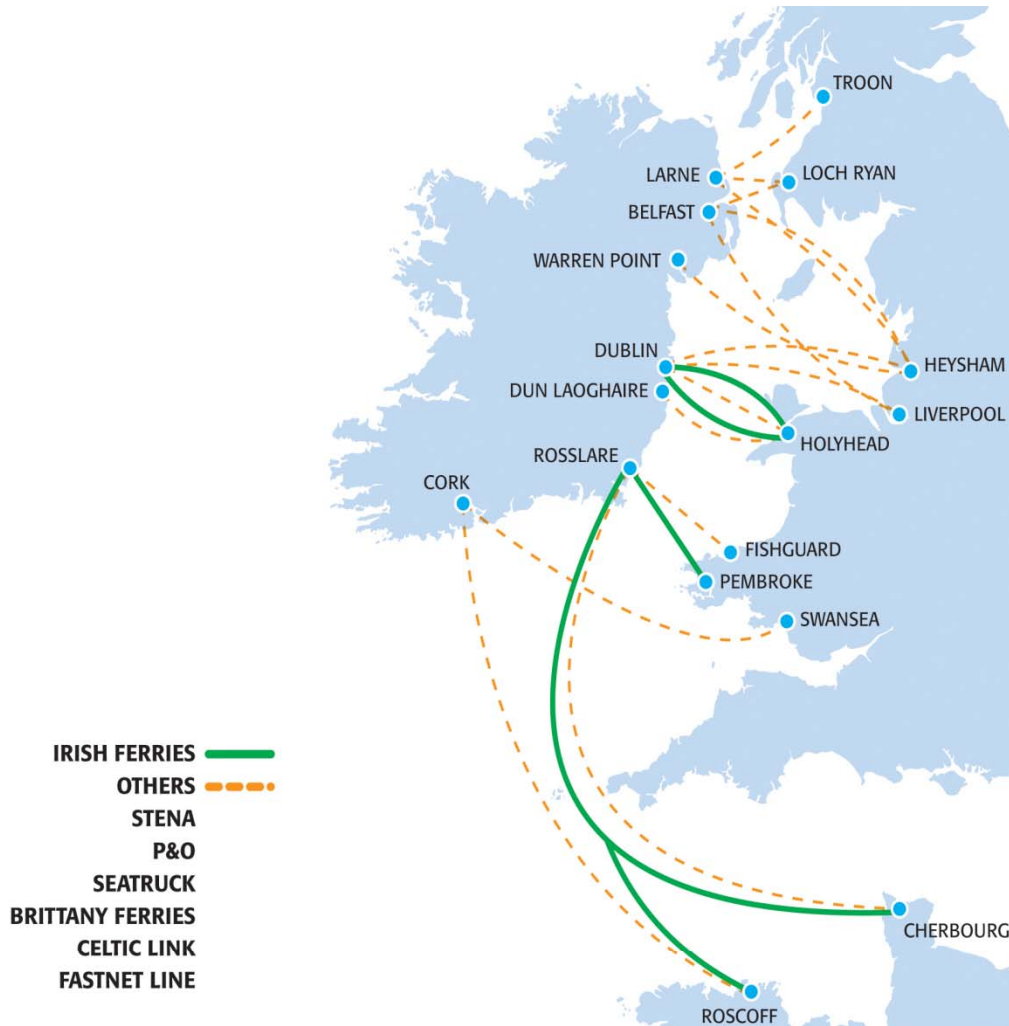 TROON
LARNE
LOCH RYAN
BELFAST
WARREN POINT
DUBLIN
HEYSHAM
DUN LAOGHAIRE
LIVERPOOL
HOLYHEAD
ROSSLARE
CORK
FISHGUARD
PEMBROKE
SWANSEA
IRISH FERRIES
OTHERS
STENA
P&O
SEATRUCK
BRITTANY FERRIES
CELTIC LINK
FASTNET LINE
CHERBOURG
ROSCOFF